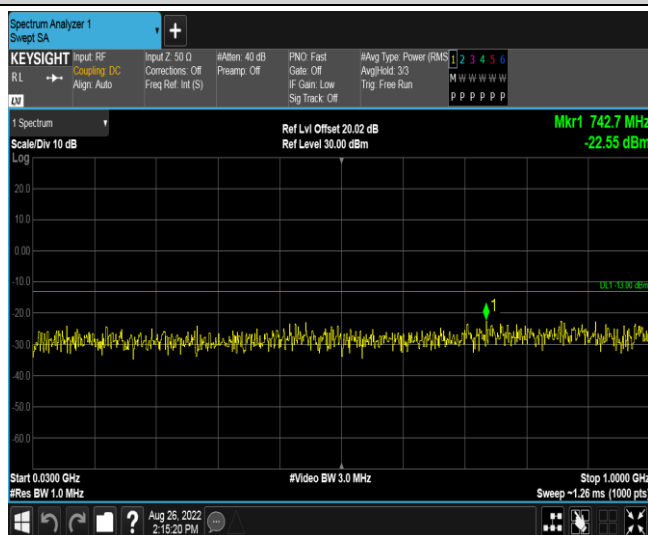 Spectrum Analyzer 1
Swept SA
+
KEYSIGHT
RL
LXI
Input: RF
Coupling: DC
Align: Auto
Input Z: 50 Ω
Corrections: Off
Freq Ref: Int (S)
#Atten: 40 dB
Preamp: Off
PNO: Fast
Gate: Off
IF Gain: Low
Sig Track: Off
#Avg Type: Power (RMS
Avg|Hold: 3/3
Trig: Free Run
1 2 3 4 5 6
M W W W W W
P P P P P P
1 Spectrum
Scale/Div 10 dB
Log
Ref Lvl Offset 20.02 dB
Ref Level 30.00 dBm
Mkr1 742.7 MHz
-22.55 dBm
20.0
10.0
0.00
-10.0
DL1 -13.00 dBm
1
-20.0
-30.0
-40.0
-50.0
-60.0
Start 0.0300 GHz
#Res BW 1.0 MHz
#Video BW 3.0 MHz
Stop 1.0000 GHz
Sweep ~1.26 ms (1000 pts)
?
Aug 26, 2022
2:15:20 PM